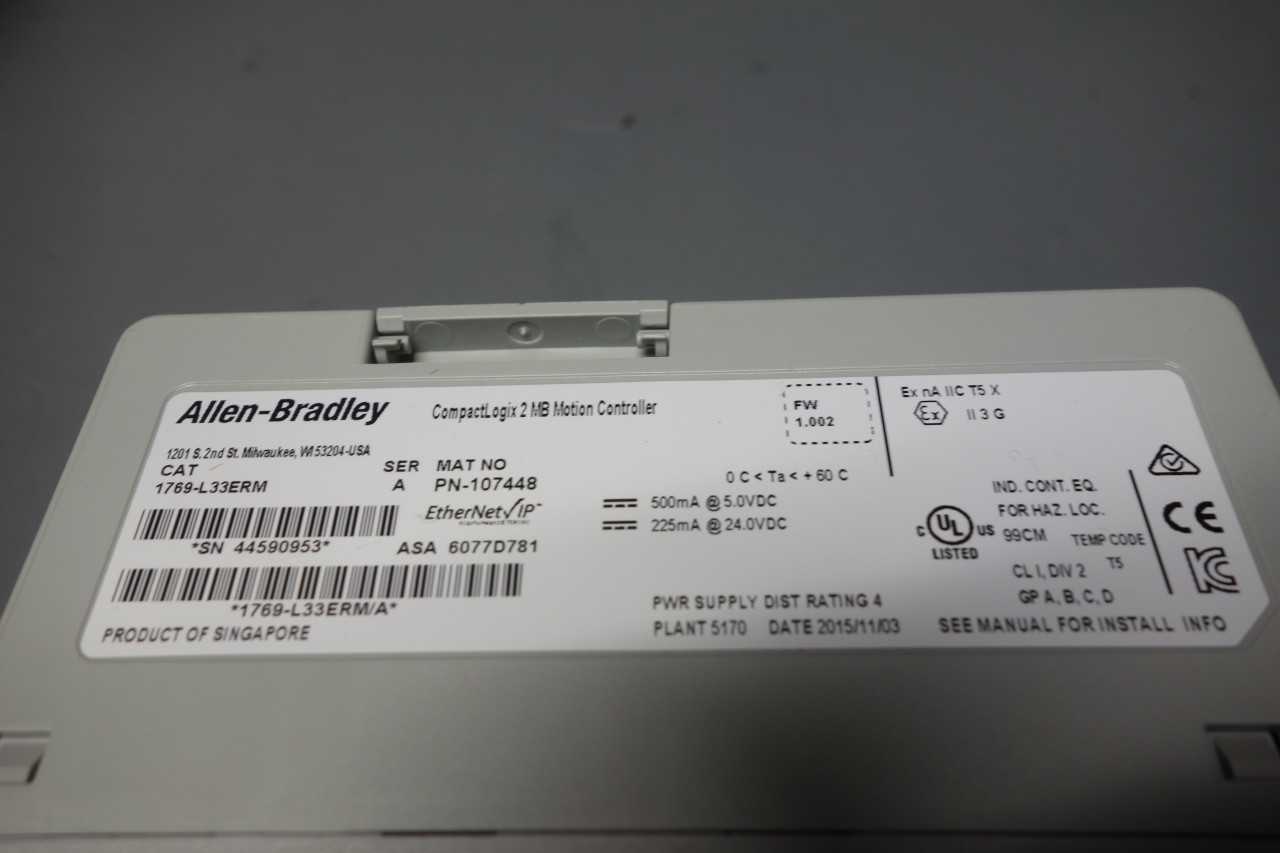 Allen-Bradley
CompactLogix 2 MB Motion Controller
FW
1.002
Ex nA IIC T5 X
Ex II 3 G
1201 S. 2nd St. Milwaukee, WI 53204-USA
CAT SER MAT NO
1769-L33ERM A PN-107448
0 C < Ta < + 60 C
EtherNet/IP
500mA @ 5.0VDC
225mA @ 24.0VDC
*SN 44590953* ASA 6077D781
*1769-L33ERM/A*
PRODUCT OF SINGAPORE
PWR SUPPLY DIST RATING 4
PLANT 5170 DATE 2015/11/03
IND. CONT. EQ.
FOR HAZ. LOC.
C UL US 99CM TEMP CODE
LISTED
T5
CL I, DIV 2
GP A, B, C, D
CE
SEE MANUAL FOR INSTALL INFO